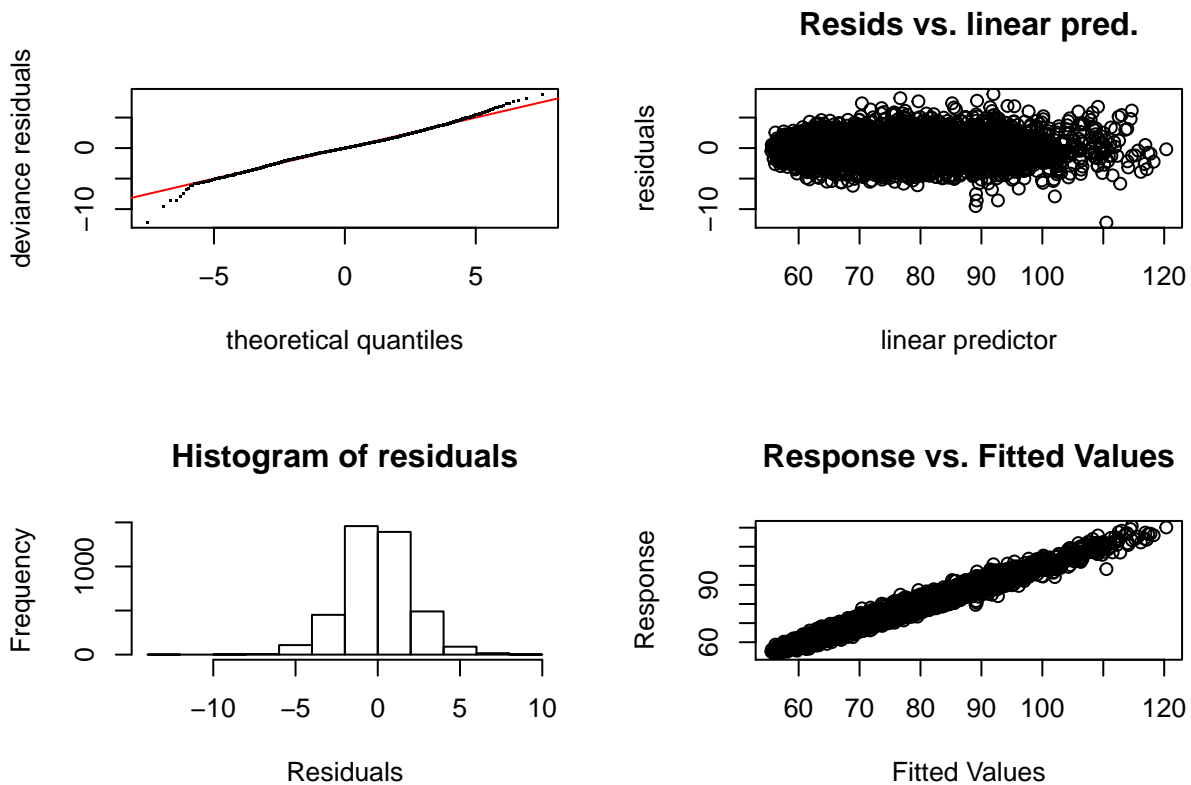 deviance residuals
−10
0
−5
0
5
theoretical quantiles
Resids vs. linear pred.
residuals
−10
0
60
70
80
90
100
120
linear predictor
Histogram of residuals
Frequency
0
1000
−10
−5
0
5
10
Residuals
Response vs. Fitted Values
Response
60
90
60
70
80
90
100
120
Fitted Values